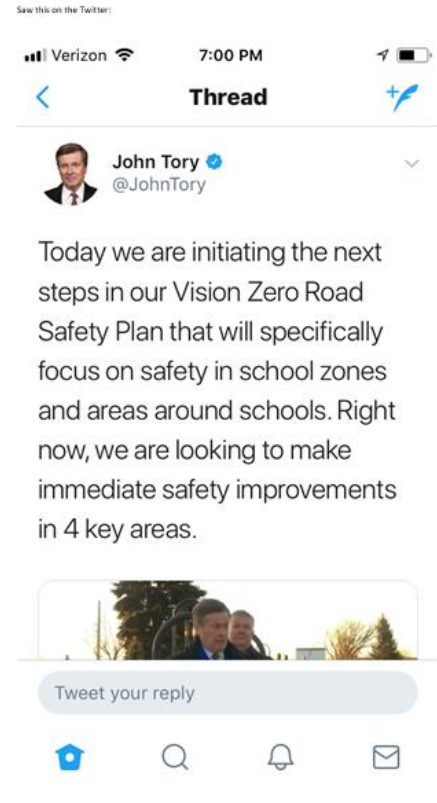 Saw this on the Twitter:
Verizon 7:00 PM
Thread
John Tory
@JohnTory
Today we are initiating the next
steps in our Vision Zero Road
Safety Plan that will specifically
focus on safety in school zones
and areas around schools. Right
now, we are looking to make
immediate safety improvements
in 4 key areas.
Tweet your reply